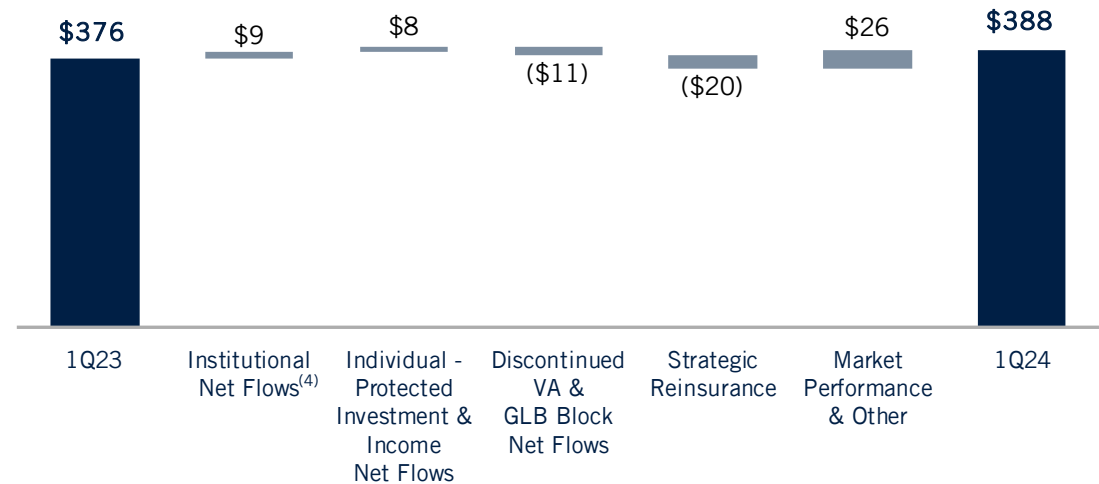 $376
$9
$8
($11)
($20)
$26
$388
1Q23
Institutional
Net Flows(4)
Individual -
Protected
Investment &
Income
Net Flows
Discontinued
VA &
GLB Block
Net Flows
Strategic
Reinsurance
Market
Performance
& Other
1Q24